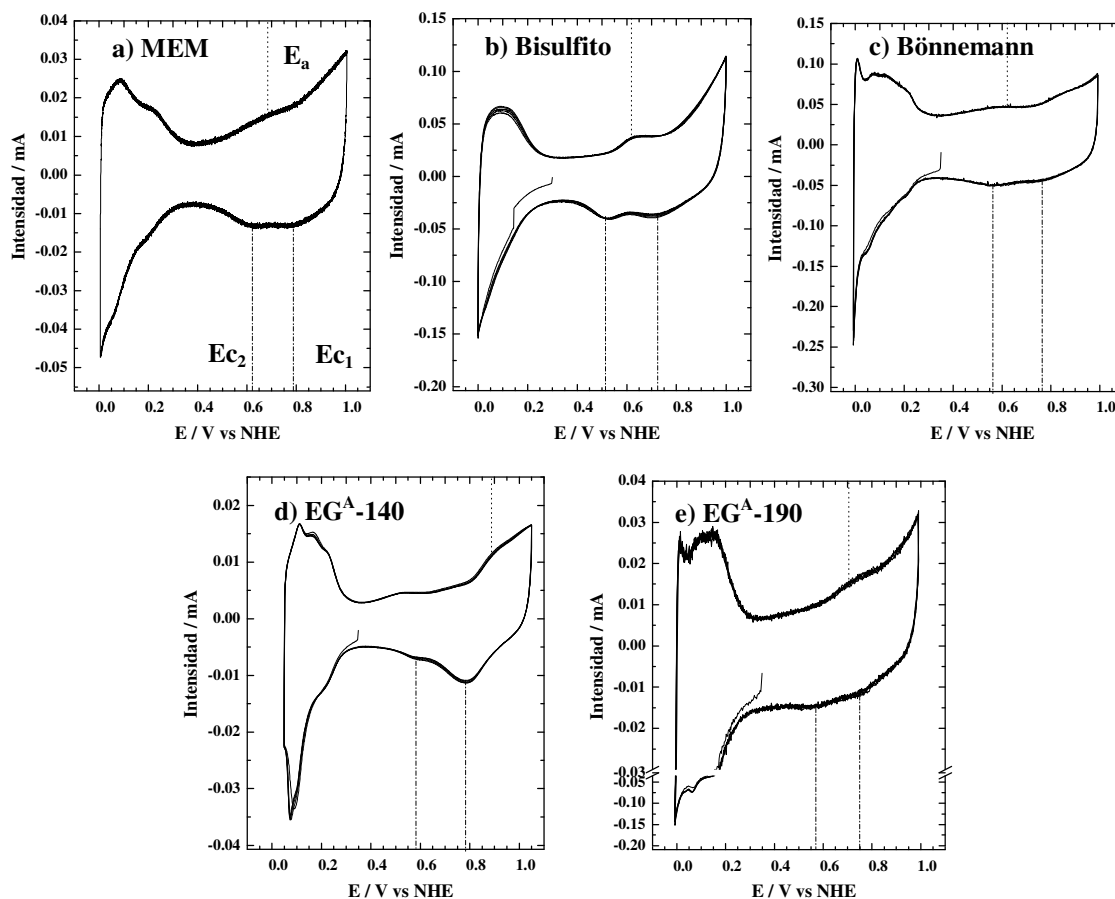 a) MEM
E_a
Ec_2
Ec_1
Intensidad / mA
0.04
0.03
0.02
0.01
0.00
-0.01
-0.02
-0.03
-0.04
-0.05
0.0 0.2 0.4 0.6 0.8 1.0
E / V vs NHE
b) Bisulfito
Intensidad / mA
0.15
0.10
0.05
0.00
-0.05
-0.10
-0.15
-0.20
0.0 0.2 0.4 0.6 0.8 1.0
E / V vs NHE
c) Bönnemann
Intensidad / mA
0.15
0.10
0.05
0.00
-0.05
-0.10
-0.15
-0.20
-0.25
-0.30
0.0 0.2 0.4 0.6 0.8 1.0
E / V vs NHE
d) EG^A-140
Intensidad / mA
0.02
0.01
0.00
-0.01
-0.02
-0.03
-0.04
0.0 0.2 0.4 0.6 0.8 1.0
E / V vs NHE
e) EG^A-190
Intensidad / mA
0.04
0.03
0.02
0.01
0.00
-0.01
-0.02
-0.03
-0.05
-0.10
-0.15
-0.20
0.0 0.2 0.4 0.6 0.8 1.0
E / V vs NHE